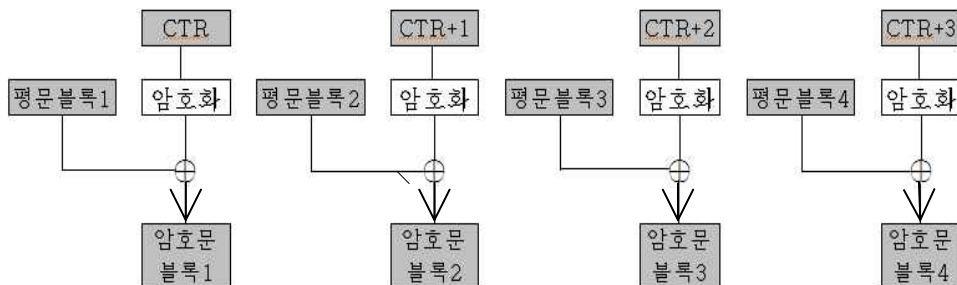 CTR
CTR+1
CTR+2
CTR+3
평문블록1
암호화
평문블록2
암호화
평문블록3
암호화
평문블록4
암호화
암호문
블록1
암호문
블록2
암호문
블록3
암호문
블록4